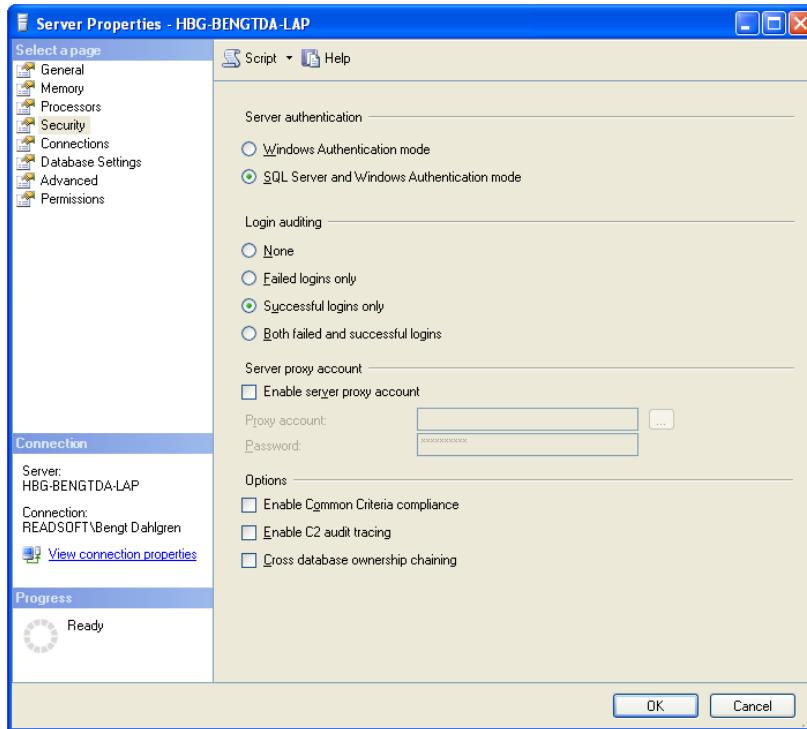 Server Properties - HBG-BENGTDA-LAP
Select a page
General
Memory
Processors
Security
Connections
Database Settings
Advanced
Permissions
Connection
Server:
HBG-BENGTDA-LAP
Connection:
READSOFT\Bengt Dahlgren
View connection properties
Progress
Ready
Script
Help
Server authentication
Windows Authentication mode
SQL Server and Windows Authentication mode
Login auditing
None
Failed logins only
Successful logins only
Both failed and successful logins
Server proxy account
Enable server proxy account
Proxy account:
...
Password:
**********
Options
Enable Common Criteria compliance
Enable C2 audit tracing
Cross database ownership chaining
OK
Cancel